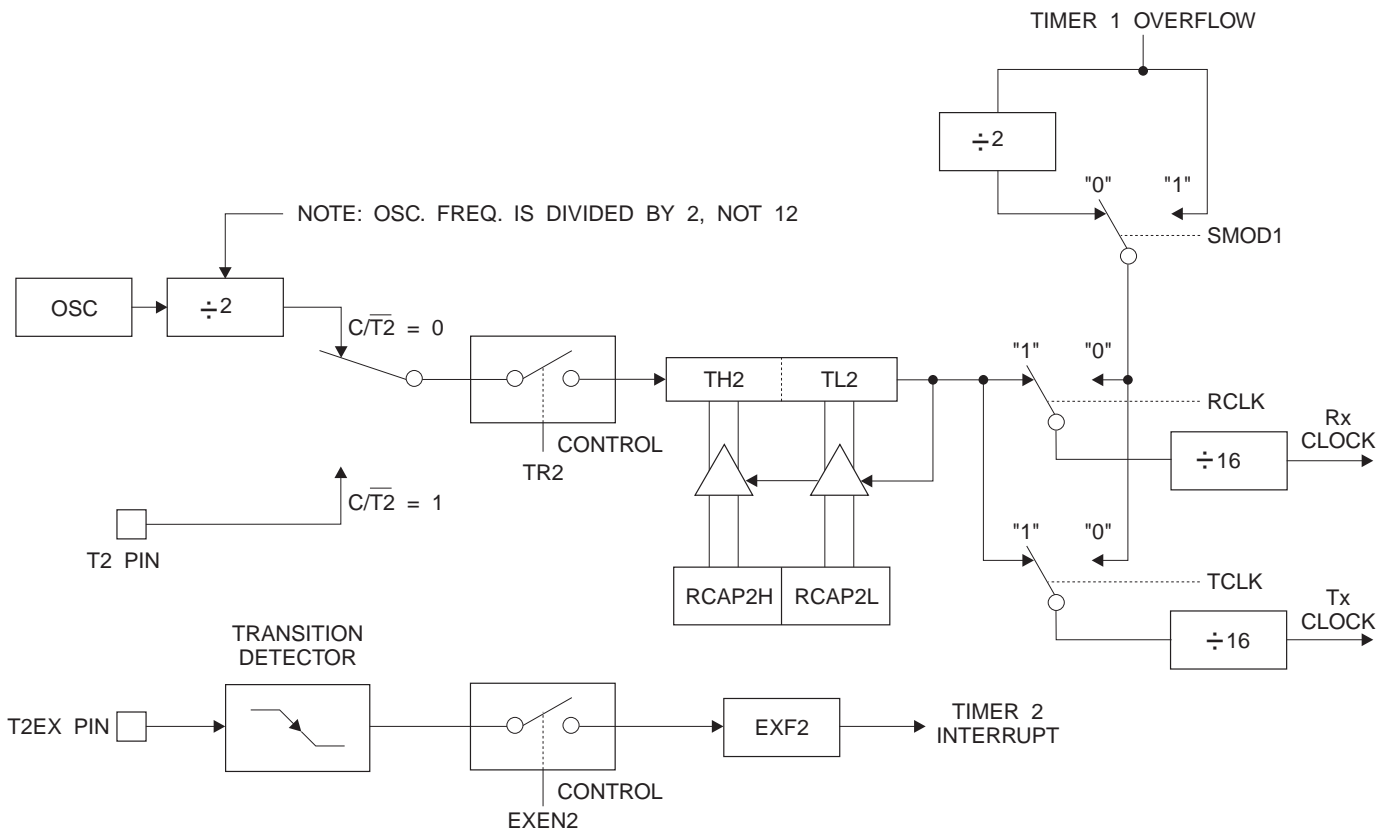 TIMER 1 OVERFLOW
÷2
"0" "1"
NOTE: OSC. FREQ. IS DIVIDED BY 2, NOT 12
SMOD1
OSC
÷2
C/T2̅ = 0
"1" "0"
TH2 TL2
RCLK
Rx
CLOCK
CONTROL
TR2
÷16
C/T2̅ = 1
T2 PIN
"1" "0"
TCLK
RCAP2H RCAP2L
Tx
CLOCK
÷16
TRANSITION
DETECTOR
T2EX PIN
EXF2
TIMER 2
INTERRUPT
CONTROL
EXEN2